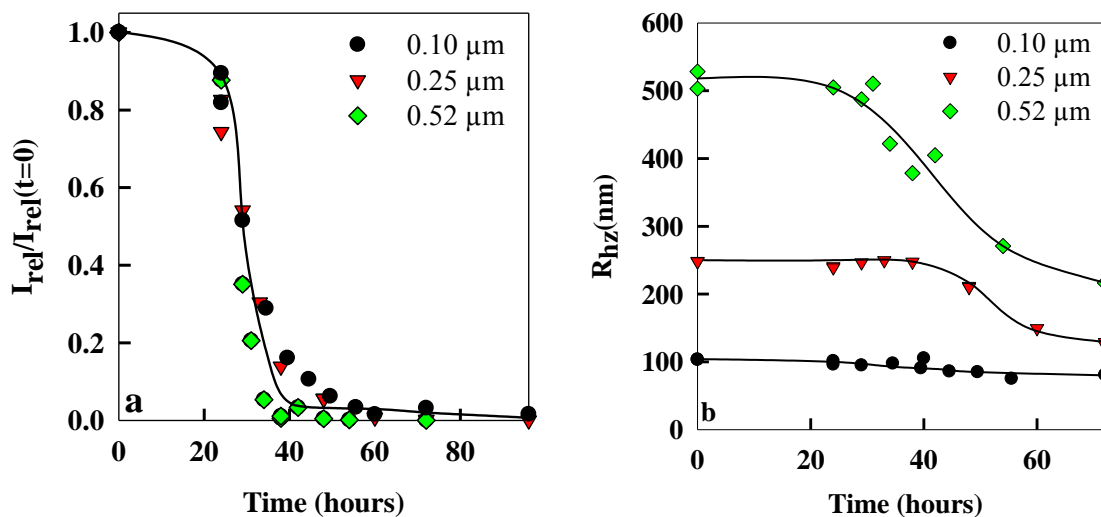 I_rel/I_rel(t=0)
1.0
0.8
0.6
0.4
0.2
0.0
0.10 µm
0.25 µm
0.52 µm
a
0 20 40 60 80
Time (hours)
R_hz(nm)
600
500
400
300
200
100
0
0.10 µm
0.25 µm
0.52 µm
b
0 20 40 60
Time (hours)